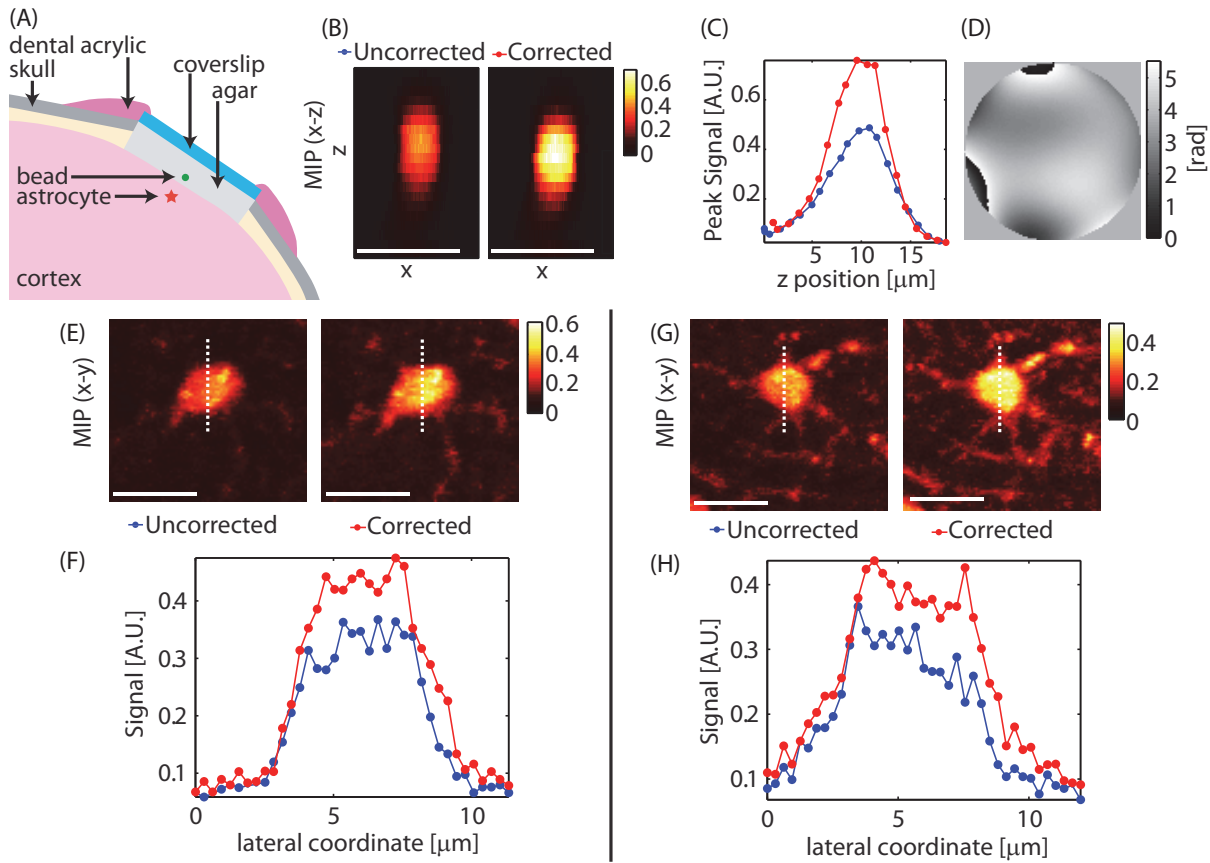 (A)
dental acrylic
skull
coverslip
agar
bead
astrocyte
cortex
(B)
Uncorrected
Corrected
MIP (x-z)
z
x
x
0.6
0.4
0.2
0
(C)
Peak Signal [A.U.]
0.6
0.4
0.2
5
10
15
z position [μm]
(D)
5
4
3
2
1
0
[rad]
(E)
MIP (x-y)
0.6
0.4
0.2
0
Uncorrected
Corrected
(F)
Signal [A.U.]
0.4
0.3
0.2
0.1
0
5
10
lateral coordinate [μm]
(G)
MIP (x-y)
0.4
0.2
0
Uncorrected
Corrected
(H)
Signal [A.U.]
0.4
0.3
0.2
0.1
0
5
10
lateral coordinate [μm]